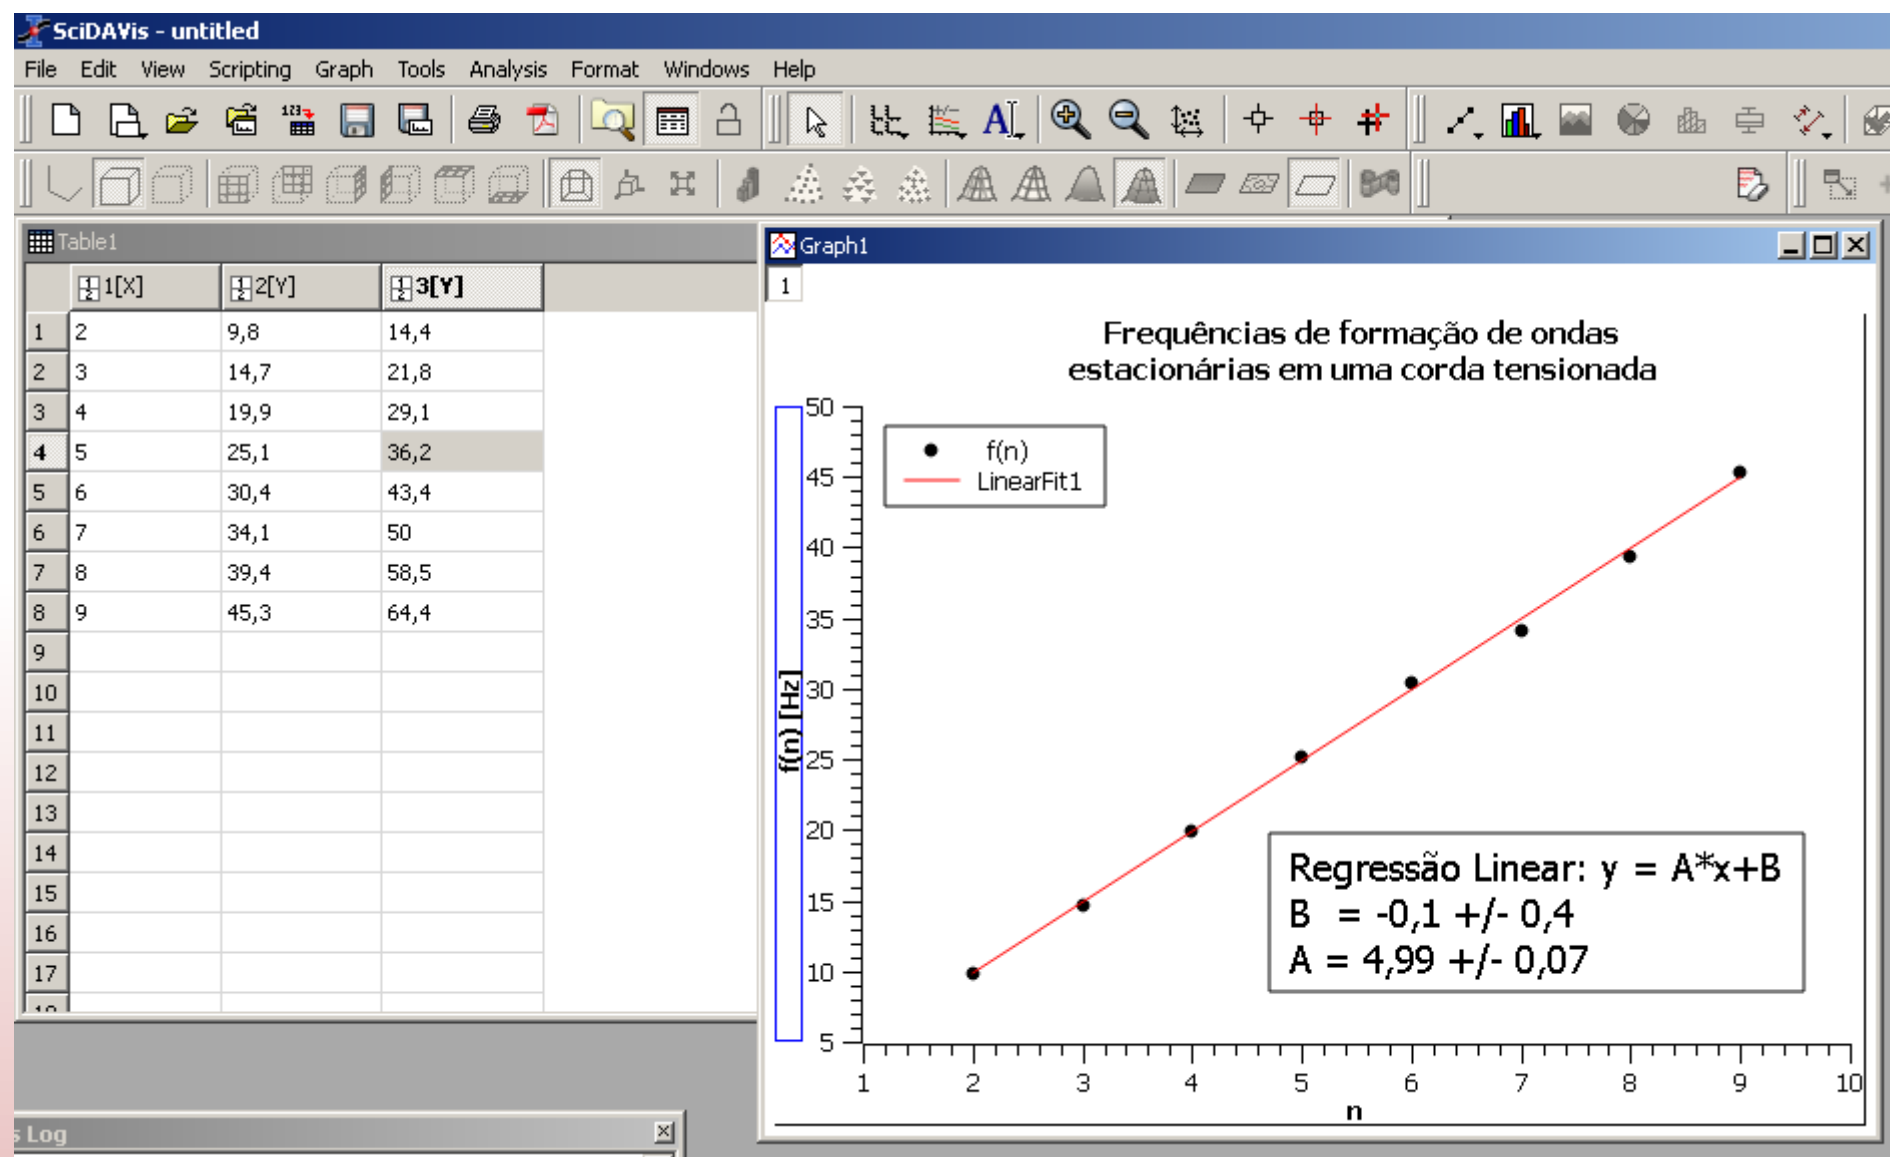 SciDAVis - untitled
File Edit View Scripting Graph Tools Analysis Format Windows Help
Table1
1[X] 2[Y] 3[Y]
1 2 9,8 14,4
2 3 14,7 21,8
3 4 19,9 29,1
4 5 25,1 36,2
5 6 30,4 43,4
6 7 34,1 50
7 8 39,4 58,5
8 9 45,3 64,4
9
10
11
12
13
14
15
16
17
Graph1
1
Frequências de formação de ondas
estacionárias em uma corda tensionada
f(n)
LinearFit1
50
45
40
35
30
25
20
15
10
5
f(n) [Hz]
Regressão Linear: y = A*x+B
B = -0,1 +/- 0,4
A = 4,99 +/- 0,07
1 2 3 4 5 6 7 8 9 10
n
Log